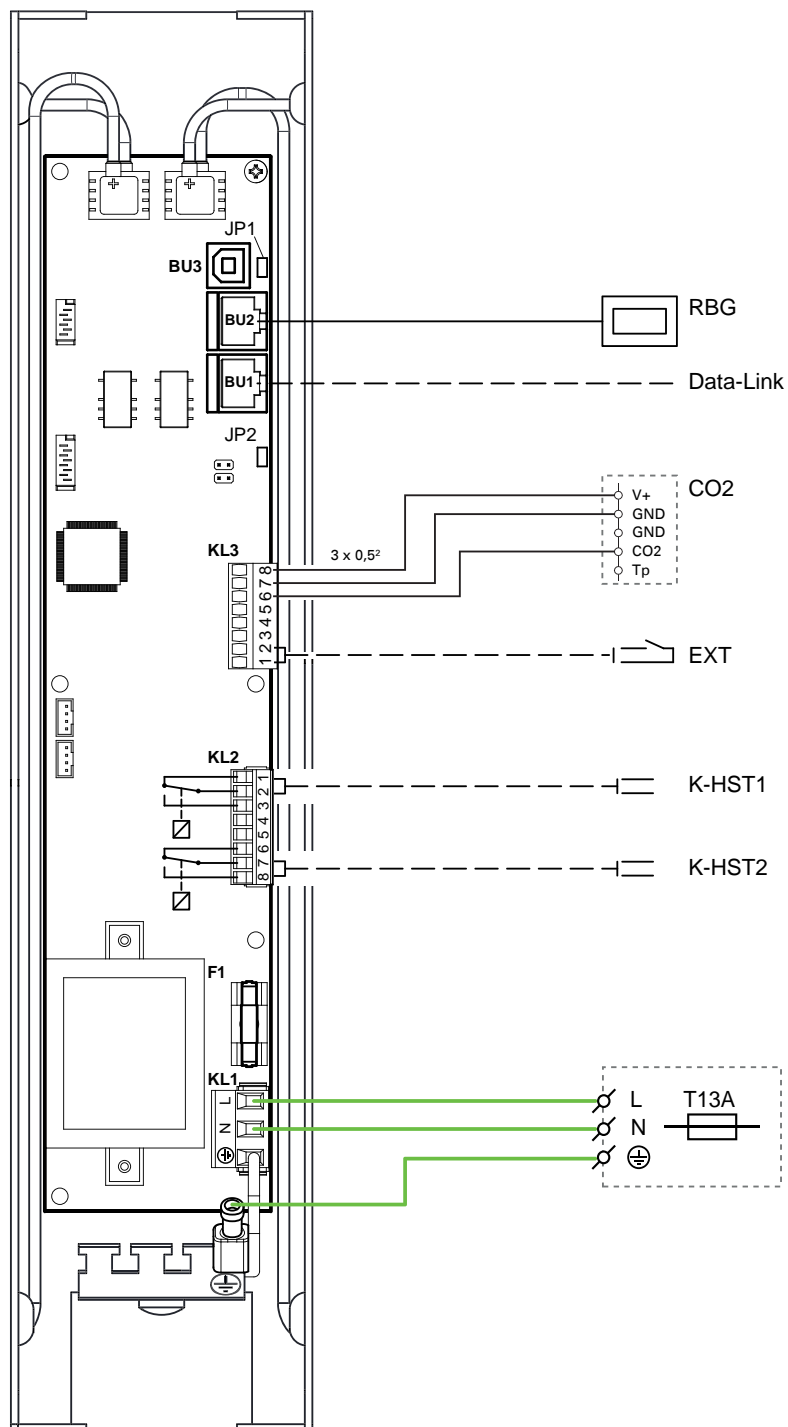 JP1
BU3
BU2
RBG
BU1
Data-Link
JP2
CO2
V+
GND
GND
CO2
Tp
KL3
3 x 0,5²
8
7
6
5
4
3
2
1
EXT
KL2
1
2
3
4
5
6
7
8
K-HST1
K-HST2
F1
KL1
L
N
L
T13A
N